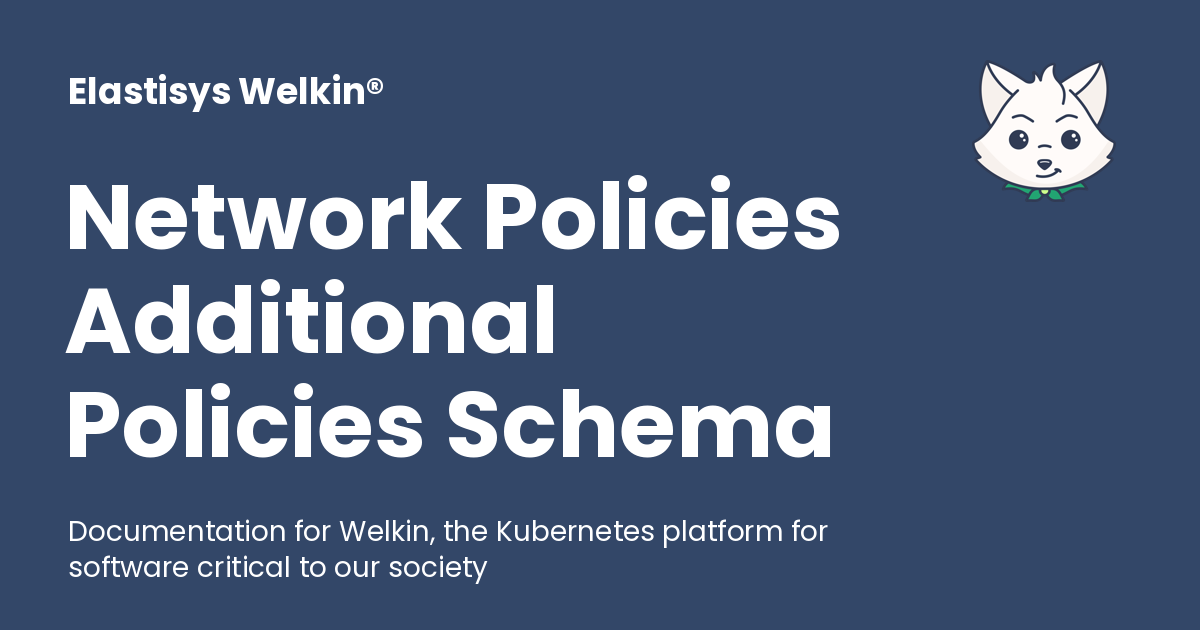 Elastisys Welkin®
Network Policies
Additional
Policies Schema
Documentation for Welkin, the Kubernetes platform for
software critical to our society